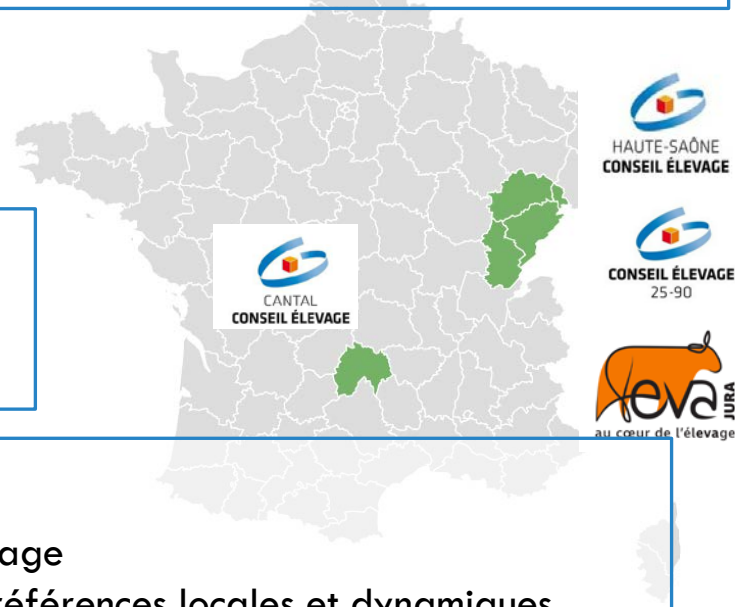 HAUTE-SAÔNE
CONSEIL ÉLEVAGE
CONSEIL ÉLEVAGE
25-90
CANTAL
CONSEIL ÉLEVAGE
eva JURA
au cœur de l'élevage
age
références locales et dynamiques